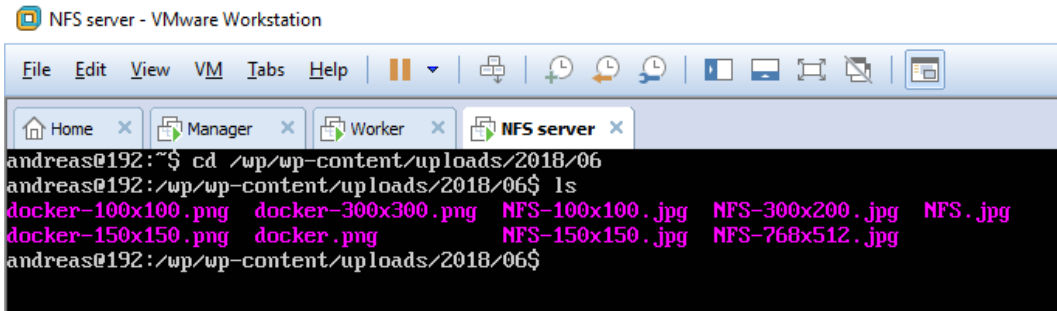 NFS server - VMware Workstation
File Edit View VM Tabs Help
Home Manager Worker NFS server
andreas@192:~$ cd /wp/wp-content/uploads/2018/06
andreas@192:/wp/wp-content/uploads/2018/06$ ls
docker-100x100.png docker-300x300.png NFS-100x100.jpg NFS-300x200.jpg NFS.jpg
docker-150x150.png docker.png NFS-150x150.jpg NFS-768x512.jpg
andreas@192:/wp/wp-content/uploads/2018/06$